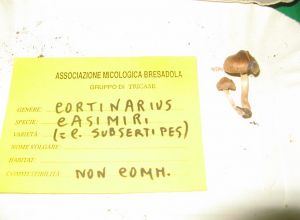 ASSOCIAZIONE MICOLOGICA BRESADOLA
GRUPPO DI TRICASE
GENERE: CORTINARIUS
SPECIE: CASIMIRI
VARIETÀ: (= C. SUBSERTIPES)
NOME VOLGARE:
HABITAT:
COMMESTIBILITÀ: NON COMM.